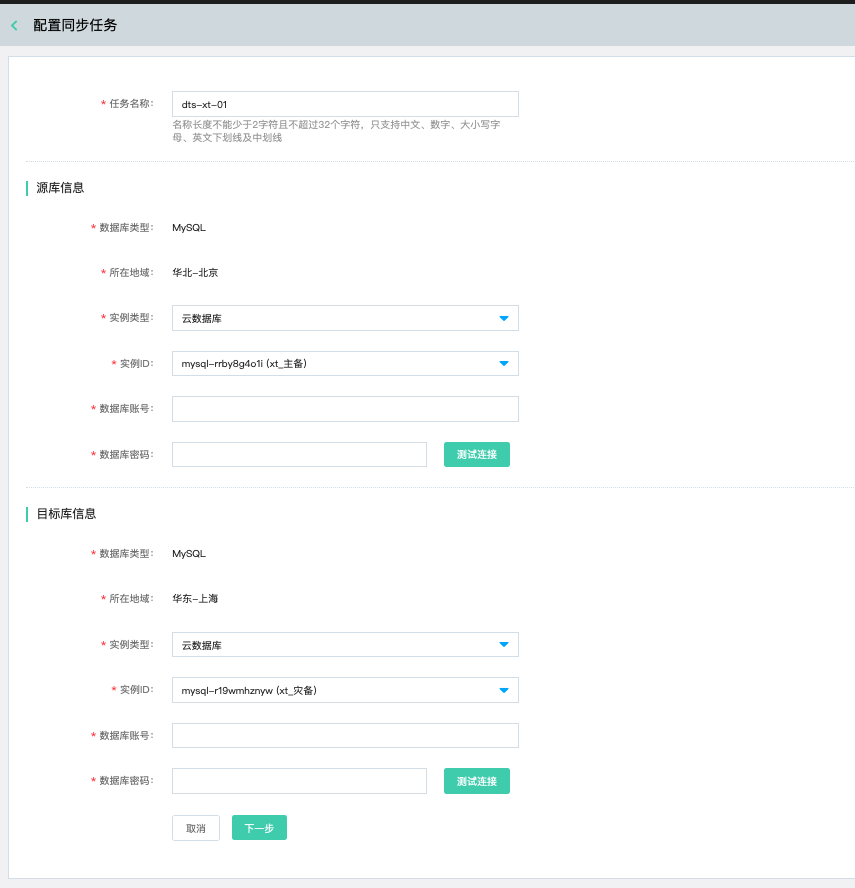 配置同步任务
* 任务名称: dts-xt-01
名称长度不能少于2字符且不超过32个字符，只支持中文、数字、大小写字
母、英文下划线及中划线
源库信息
* 数据库类型: MySQL
* 所在地域: 华北-北京
* 实例类型: 云数据库
* 实例ID: mysql-rrby8g4o1i (xt_主备)
* 数据库账号:
* 数据库密码: 测试连接
目标库信息
* 数据库类型: MySQL
* 所在地域: 华东-上海
* 实例类型: 云数据库
* 实例ID: mysql-r19wmhznyw (xt_灾备)
* 数据库账号:
* 数据库密码: 测试连接
取消 下一步